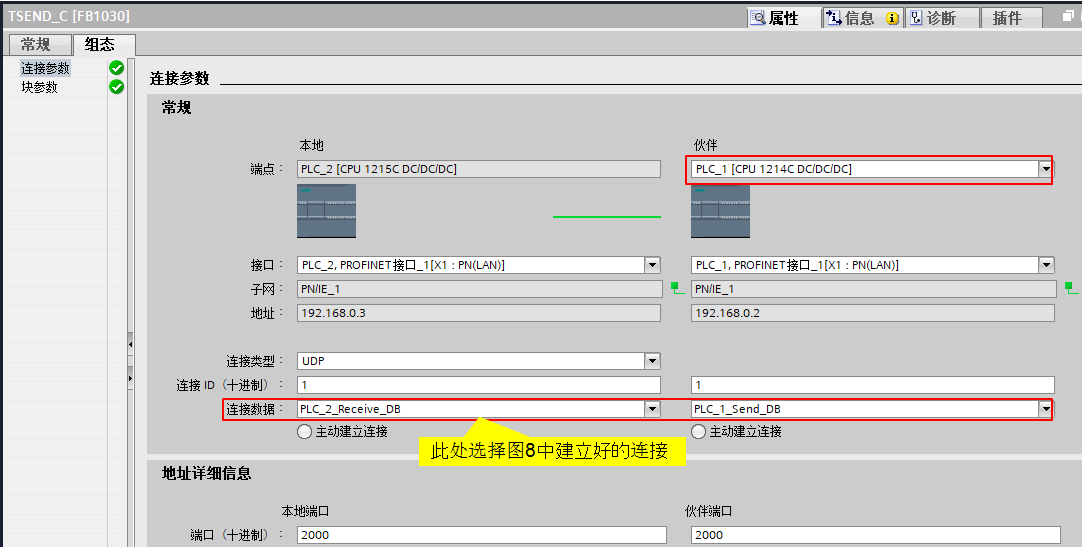 TSEND_C [FB1030]
属性 信息 诊断 插件
常规 组态
连接参数
块参数
连接参数
常规
本地 伙伴
端点： PLC_2 [CPU 1215C DC/DC/DC] PLC_1 [CPU 1214C DC/DC/DC]
接口： PLC_2, PROFINET接口_1[X1 : PN(LAN)] PLC_1, PROFINET接口_1[X1 : PN(LAN)]
子网： PN/IE_1 PN/IE_1
地址： 192.168.0.3 192.168.0.2
连接类型： UDP
连接 ID（十进制）： 1 1
连接数据： PLC_2_Receive_DB PLC_1_Send_DB
主动建立连接 主动建立连接
此处选择图8中建立好的连接
地址详细信息
本地端口 伙伴端口
端口（十进制）： 2000 2000